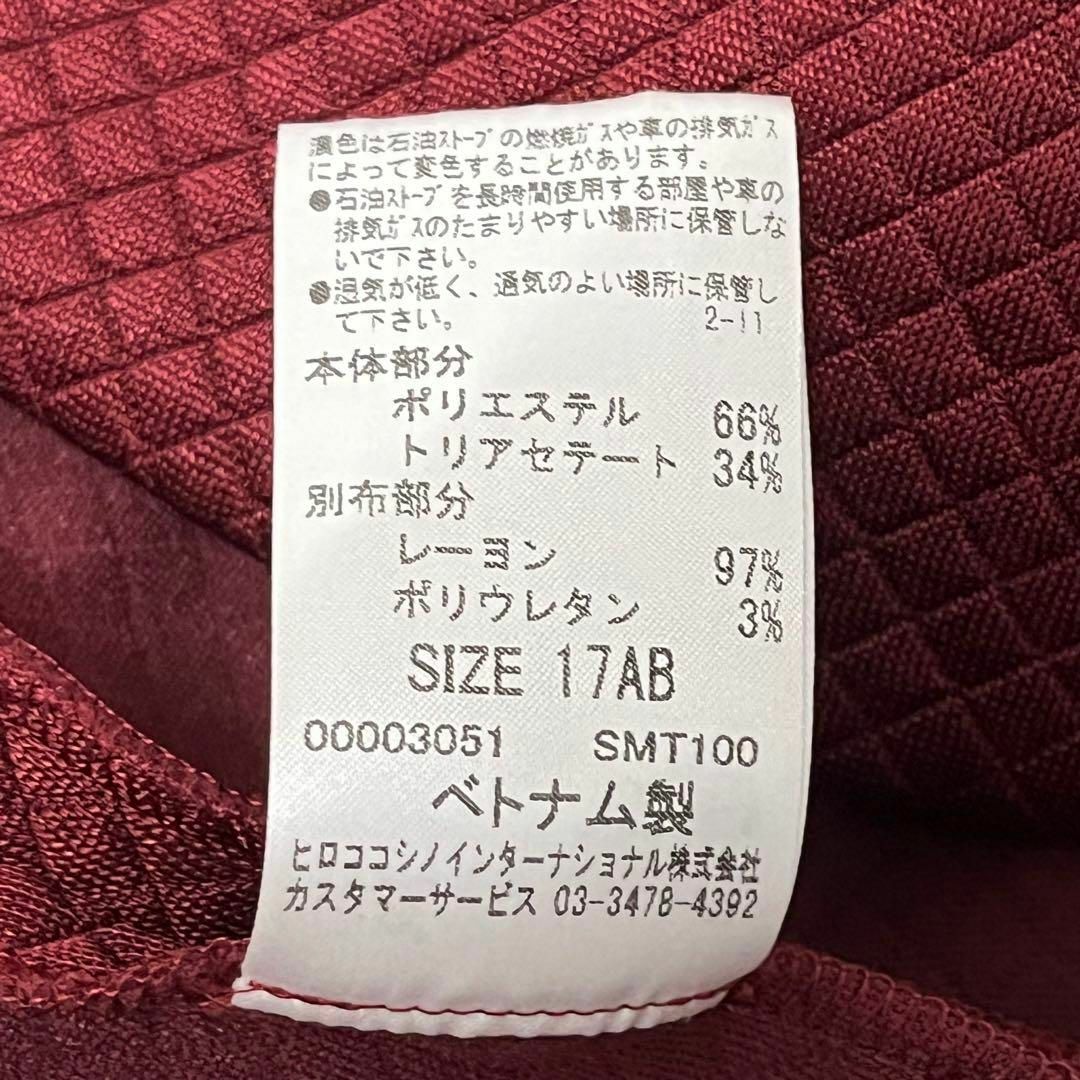 濃色は石油ストーブの燃焼ガスや車の排気ガス
によって変色することがあります。
●石油ストーブを長時間使用する部屋や車の
排気ガスのたまりやすい場所に保管しな
いで下さい。
●湿気が低く、通気のよい場所に保管し
て下さい。 2-11
本体部分
ポリエステル 66%
トリアセテート 34%
別布部分
レーヨン 97%
ポリウレタン 3%
SIZE 17AB
00003051 SMT100
ベトナム製
ヒロココシノインターナショナル株式会社
カスタマーサービス 03-3478-4392